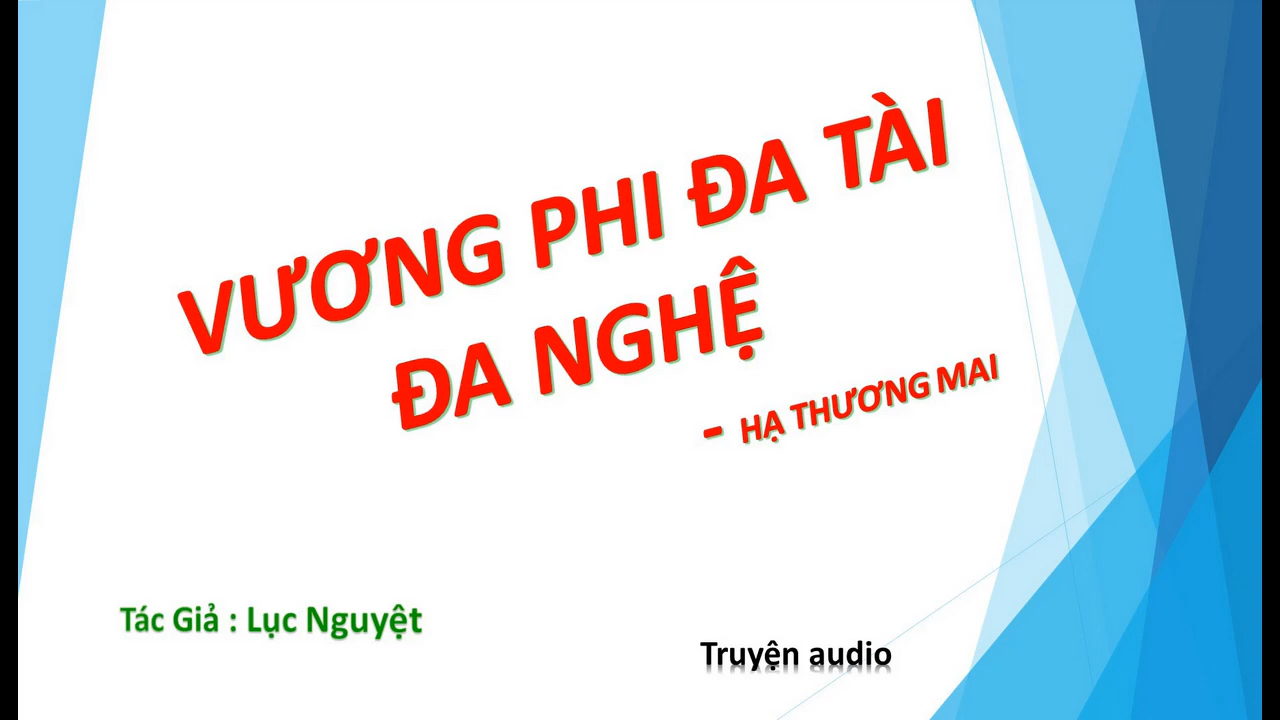 VƯƠNG PHI ĐA TÀI
ĐA NGHỆ
- HẠ THƯƠNG MAI
Tác Giả : Lục Nguyệt
Truyện audio